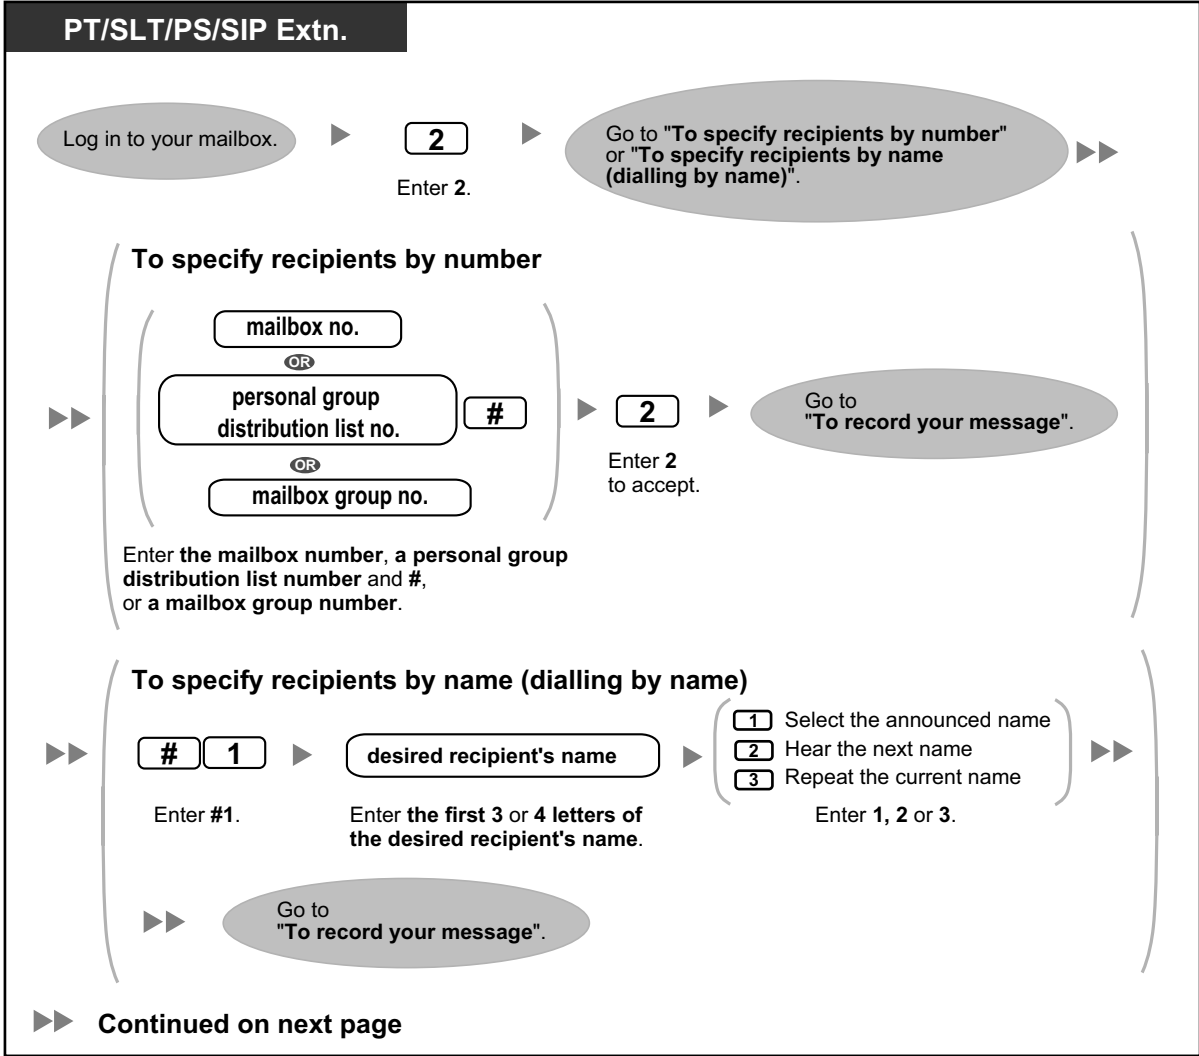 PT/SLT/PS/SIP Extn.
Log in to your mailbox.
2
Enter 2.
Go to "To specify recipients by number"
or "To specify recipients by name
(dialling by name)".
To specify recipients by number
mailbox no.
OR
personal group
distribution list no.
#
OR
mailbox group no.
Enter the mailbox number, a personal group
distribution list number and #,
or a mailbox group number.
2
Enter 2
to accept.
Go to
"To record your message".
To specify recipients by name (dialling by name)
# 1
Enter #1.
desired recipient's name
Enter the first 3 or 4 letters of
the desired recipient's name.
1 Select the announced name
2 Hear the next name
3 Repeat the current name
Enter 1, 2 or 3.
Go to
"To record your message".
Continued on next page